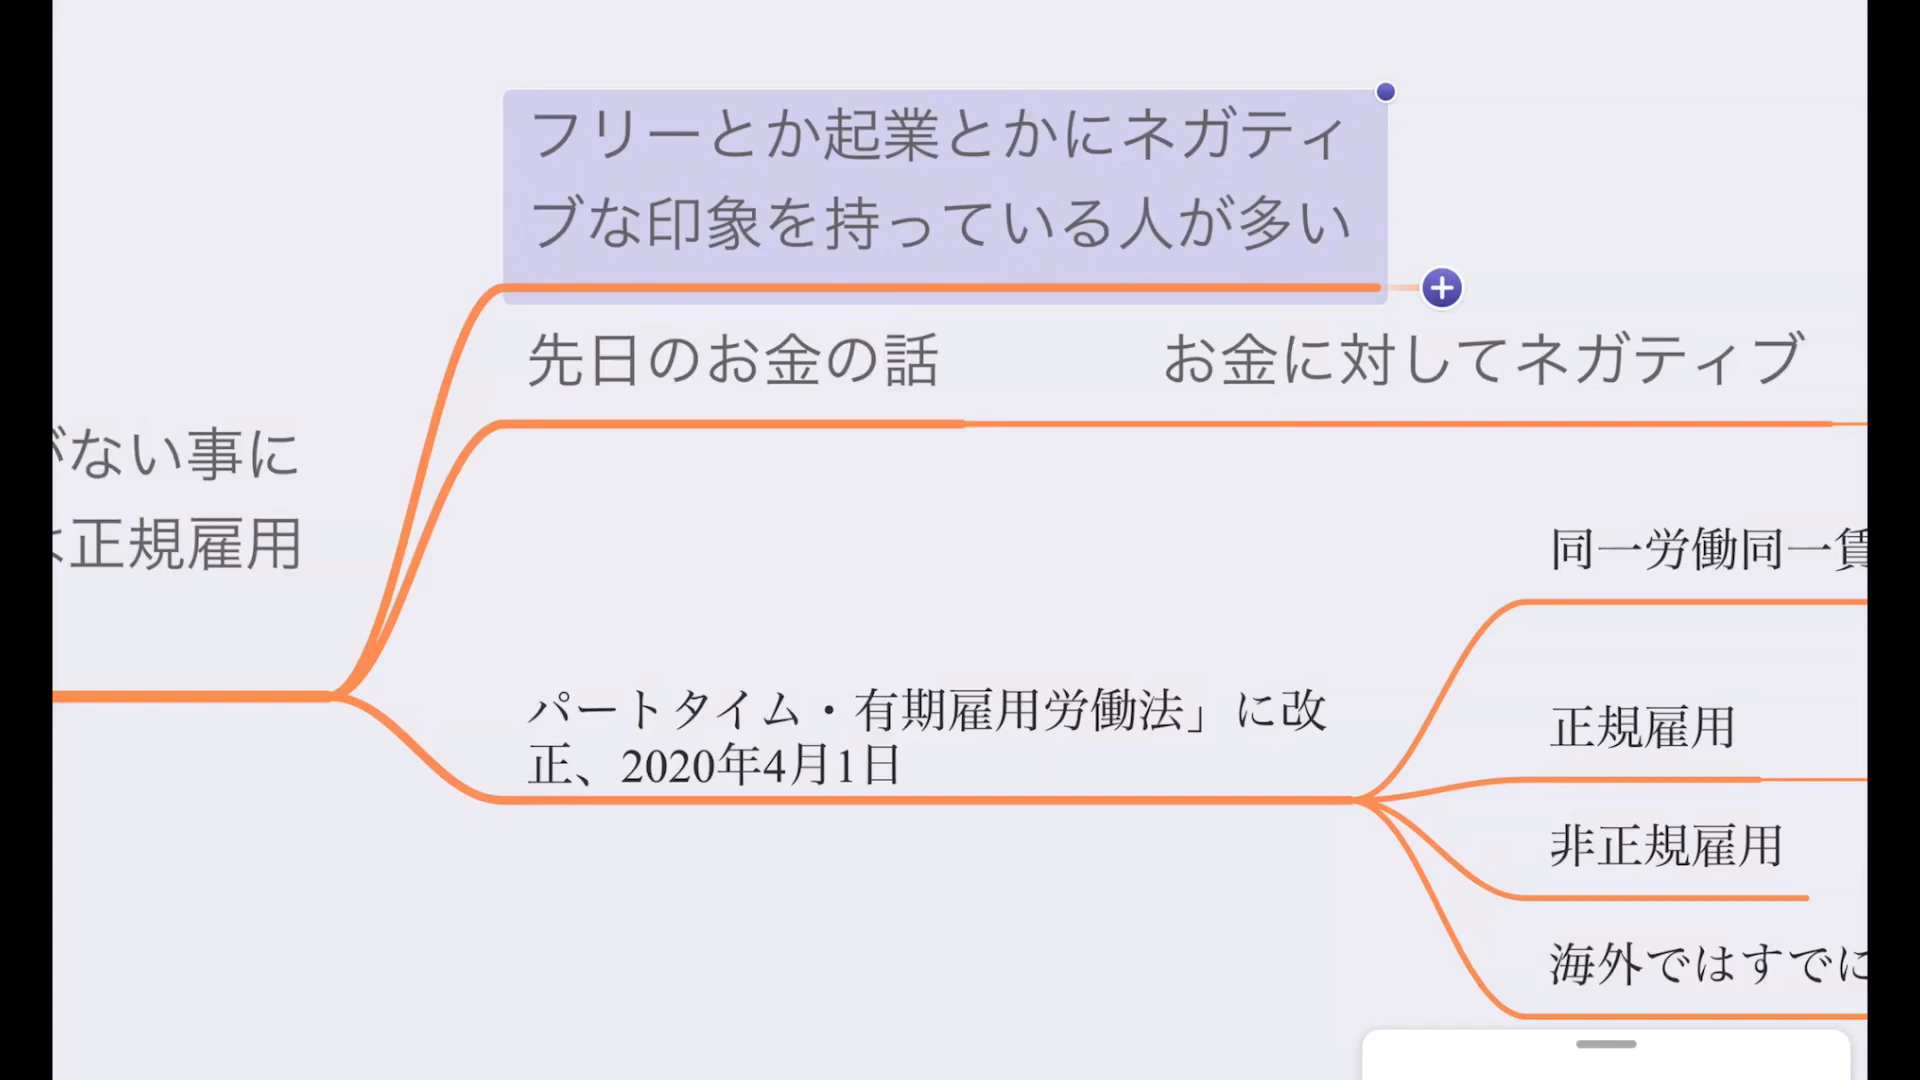 フリーとか起業とかにネガティ
ブな印象を持っている人が多い
先日のお金の話
お金に対してネガティブ
がない事に
正規雇用
パートタイム・有期雇用労働法」に改
正、2020年4月1日
同一労働同一賃
正規雇用
非正規雇用
海外ではすでに